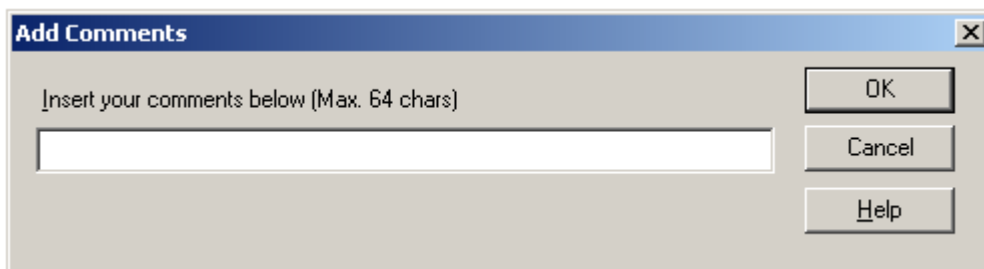 Add Comments
Insert your comments below (Max. 64 chars)
OK
Cancel
Help